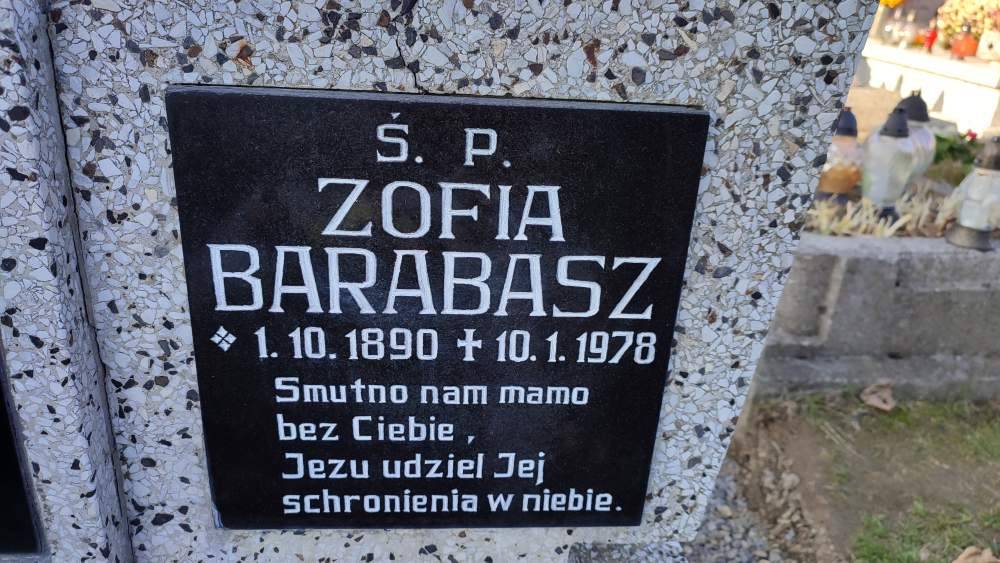 Ś. P.
ZOFIA
BARABASZ
❖ 1. 10. 1890 ✝ 10. 1. 1978
Smutno nam mamo
bez Ciebie,
Jezu udziel Jej
schronienia w niebie.